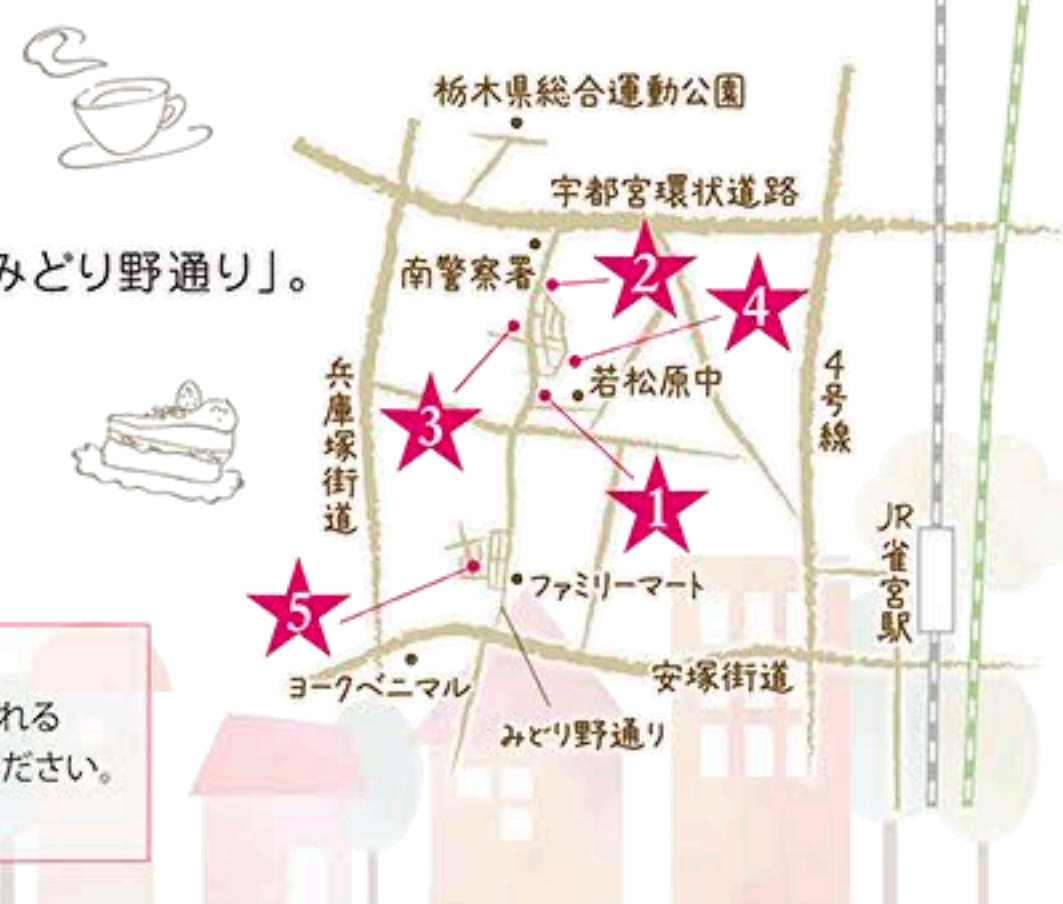 栃木県総合運動公園
宇都宮環状道路
みどり野通り」。
南警察署
2
4
兵庫塚街道
4号線
若松原中
3
1
JR雀宮駅
5
ファミリーマート
ヨークベニマル
安塚街道
みどり野通り
れる
ださい。